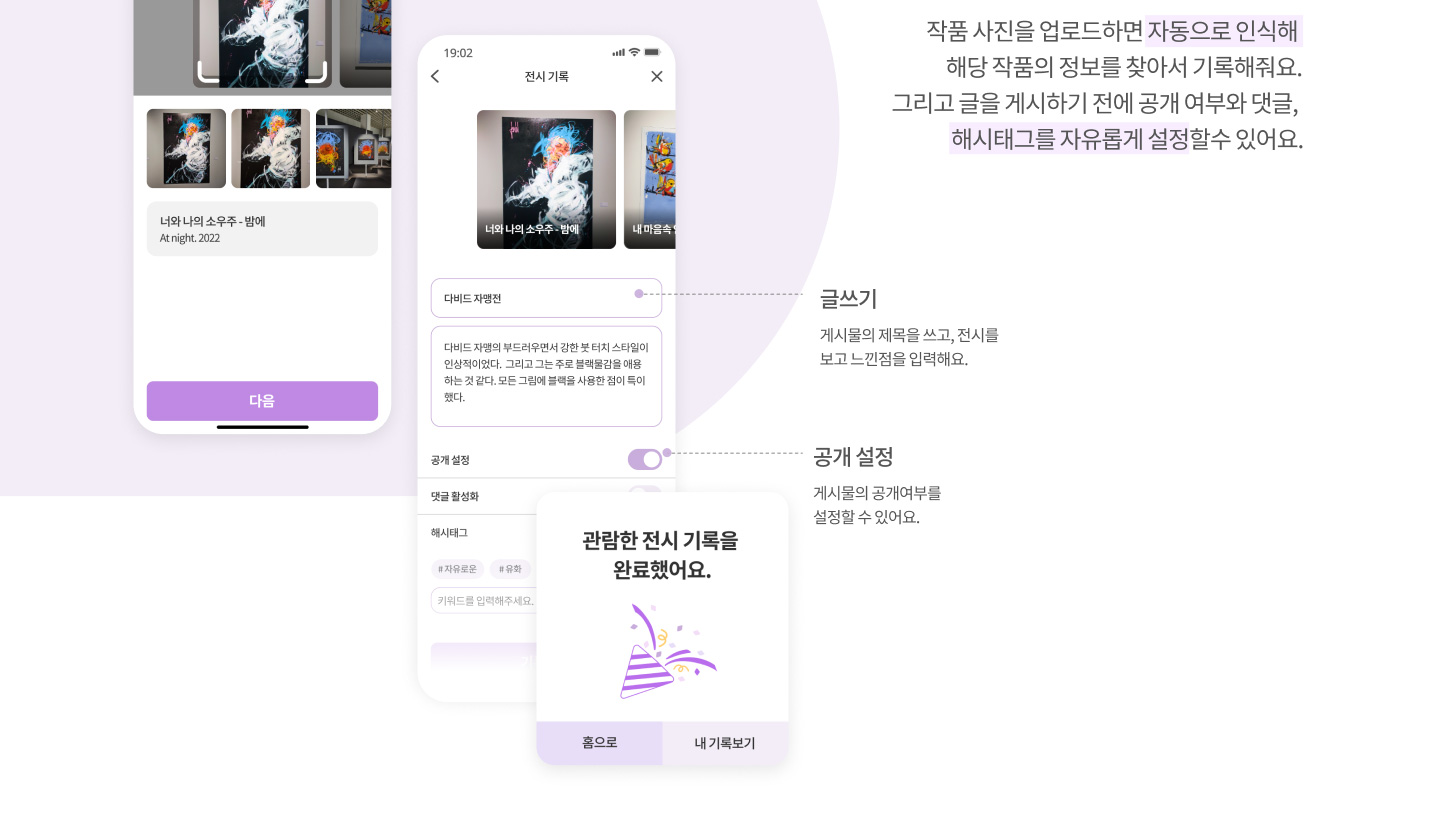 작품 사진을 업로드하면 자동으로 인식해
해당 작품의 정보를 찾아서 기록해줘요.
그리고 글을 게시하기 전에 공개 여부와 댓글,
해시태그를 자유롭게 설정할수 있어요.
너와 나의 소우주 - 밤에
At night. 2022
다음
19:02
전시 기록
너와 나의 소우주 - 밤에
내 마음속
다비드 자맹전
다비드 자맹의 부드러우면서 강한 붓 터치 스타일이
인상적이었다. 그리고 그는 주로 블랙물감을 애용
하는 것 같다. 모든 그림에 블랙을 사용한 점이 특이
했다.
공개 설정
댓글 활성화
해시태그
# 자유로운
# 유화
키워드를 입력해주세요.
글쓰기
게시물의 제목을 쓰고, 전시를
보고 느낀점을 입력해요.
공개 설정
게시물의 공개여부를
설정할 수 있어요.
관람한 전시 기록을
완료했어요.
홈으로
내 기록보기